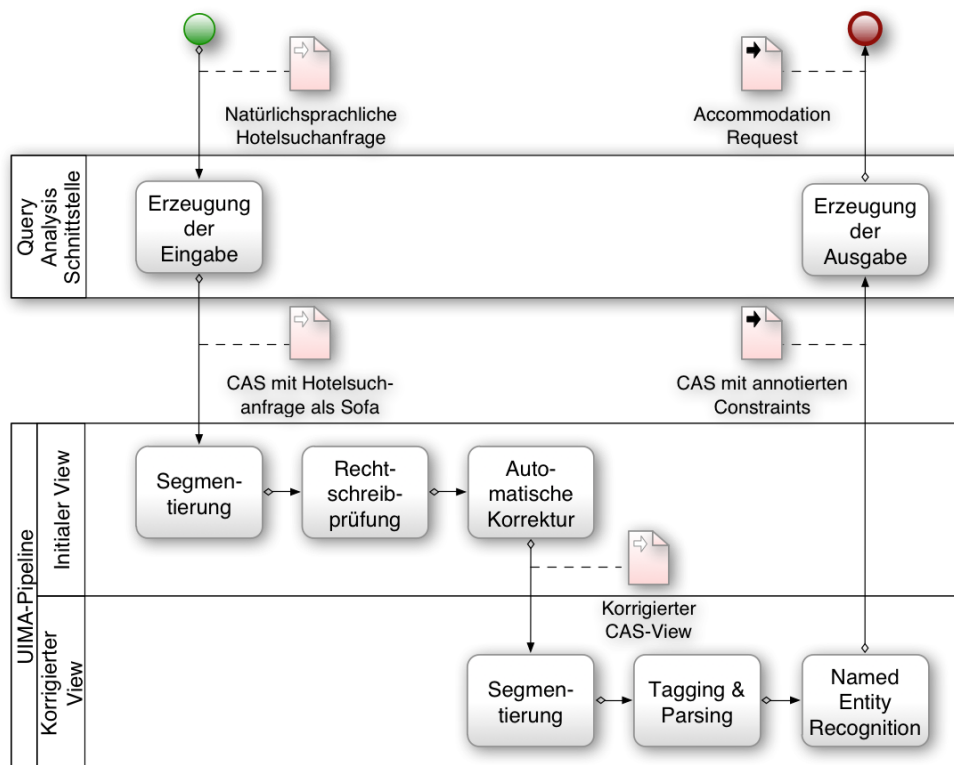 Natürlichsprachliche
Hotelsuchanfrage
Accommodation
Request
Query
Analysis
Schnittstelle
Erzeugung
der
Eingabe
Erzeugung
der
Ausgabe
CAS mit Hotelsuch-
anfrage als Sofa
CAS mit annotierten
Constraints
UIMA-Pipeline
Initialer View
Segmen-
tierung
Recht-
schreib-
prüfung
Auto-
matische
Korrektur
Korrigierter
CAS-View
Korrigierter
View
Segmen-
tierung
Tagging &
Parsing
Named
Entity
Recognition